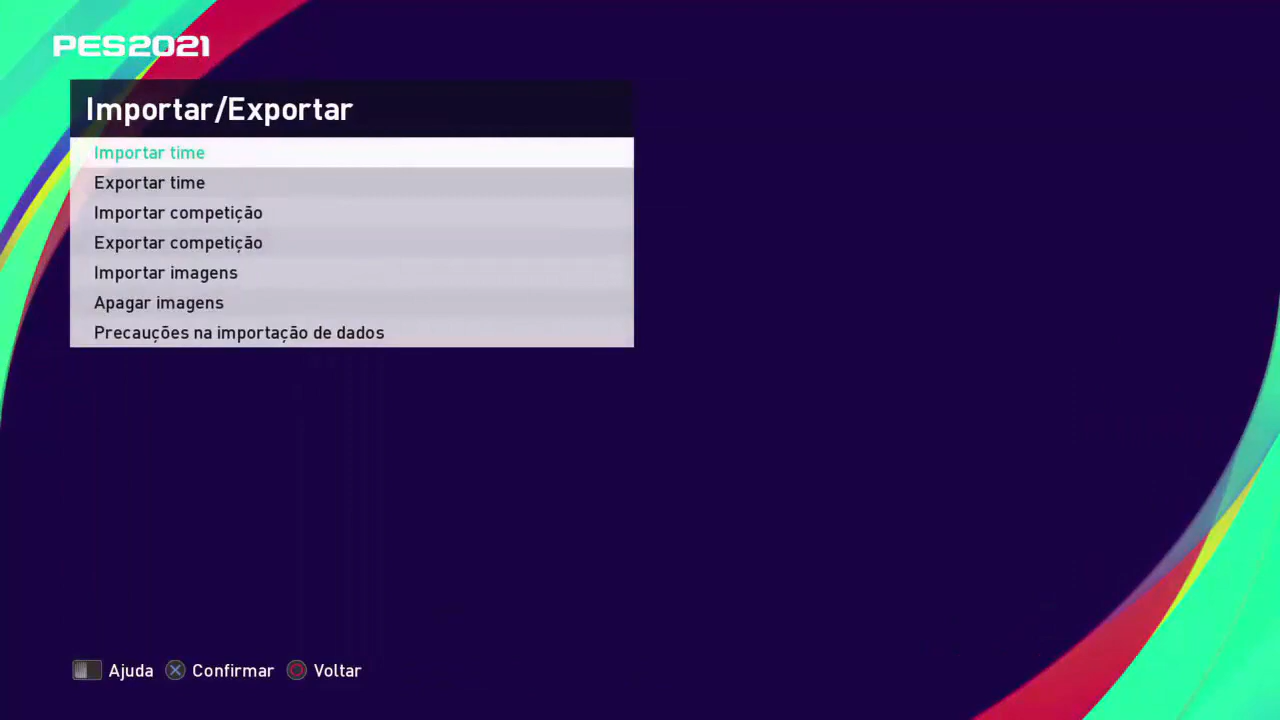 PES2021
Importar/Exportar
Importar time
Exportar time
Importar competição
Exportar competição
Importar imagens
Apagar imagens
Precauções na importação de dados
Ajuda Confirmar Voltar